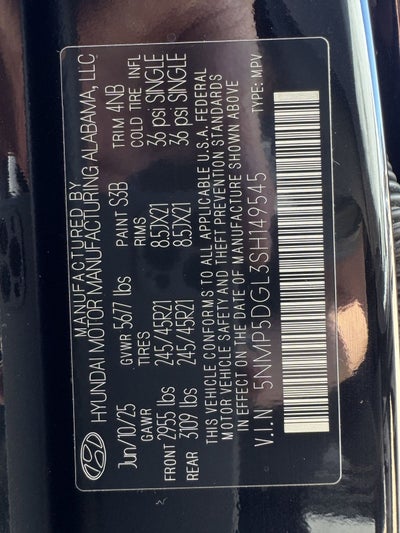 MANUFACTURED BY
HYUNDAI MOTOR MANUFACTURING ALABAMA, LLC
Jun/10/25 GVWR 5677 lbs PAINT S3B TRIM 4NB
GAWR TIRES RIMS COLD TIRE INFL
FRONT 2955 lbs 245/45R21 8.5JX21 36 psi SINGLE
REAR 3109 lbs 245/45R21 8.5JX21 36 psi SINGLE
THIS VEHICLE CONFORMS TO ALL APPLICABLE U.S.A. FEDERAL
MOTOR VEHICLE SAFETY AND THEFT PREVENTION STANDARDS
IN EFFECT ON THE DATE OF MANUFACTURE SHOWN ABOVE
V.I.N 5NMP5DGL3SH149545 TYPE: MPV